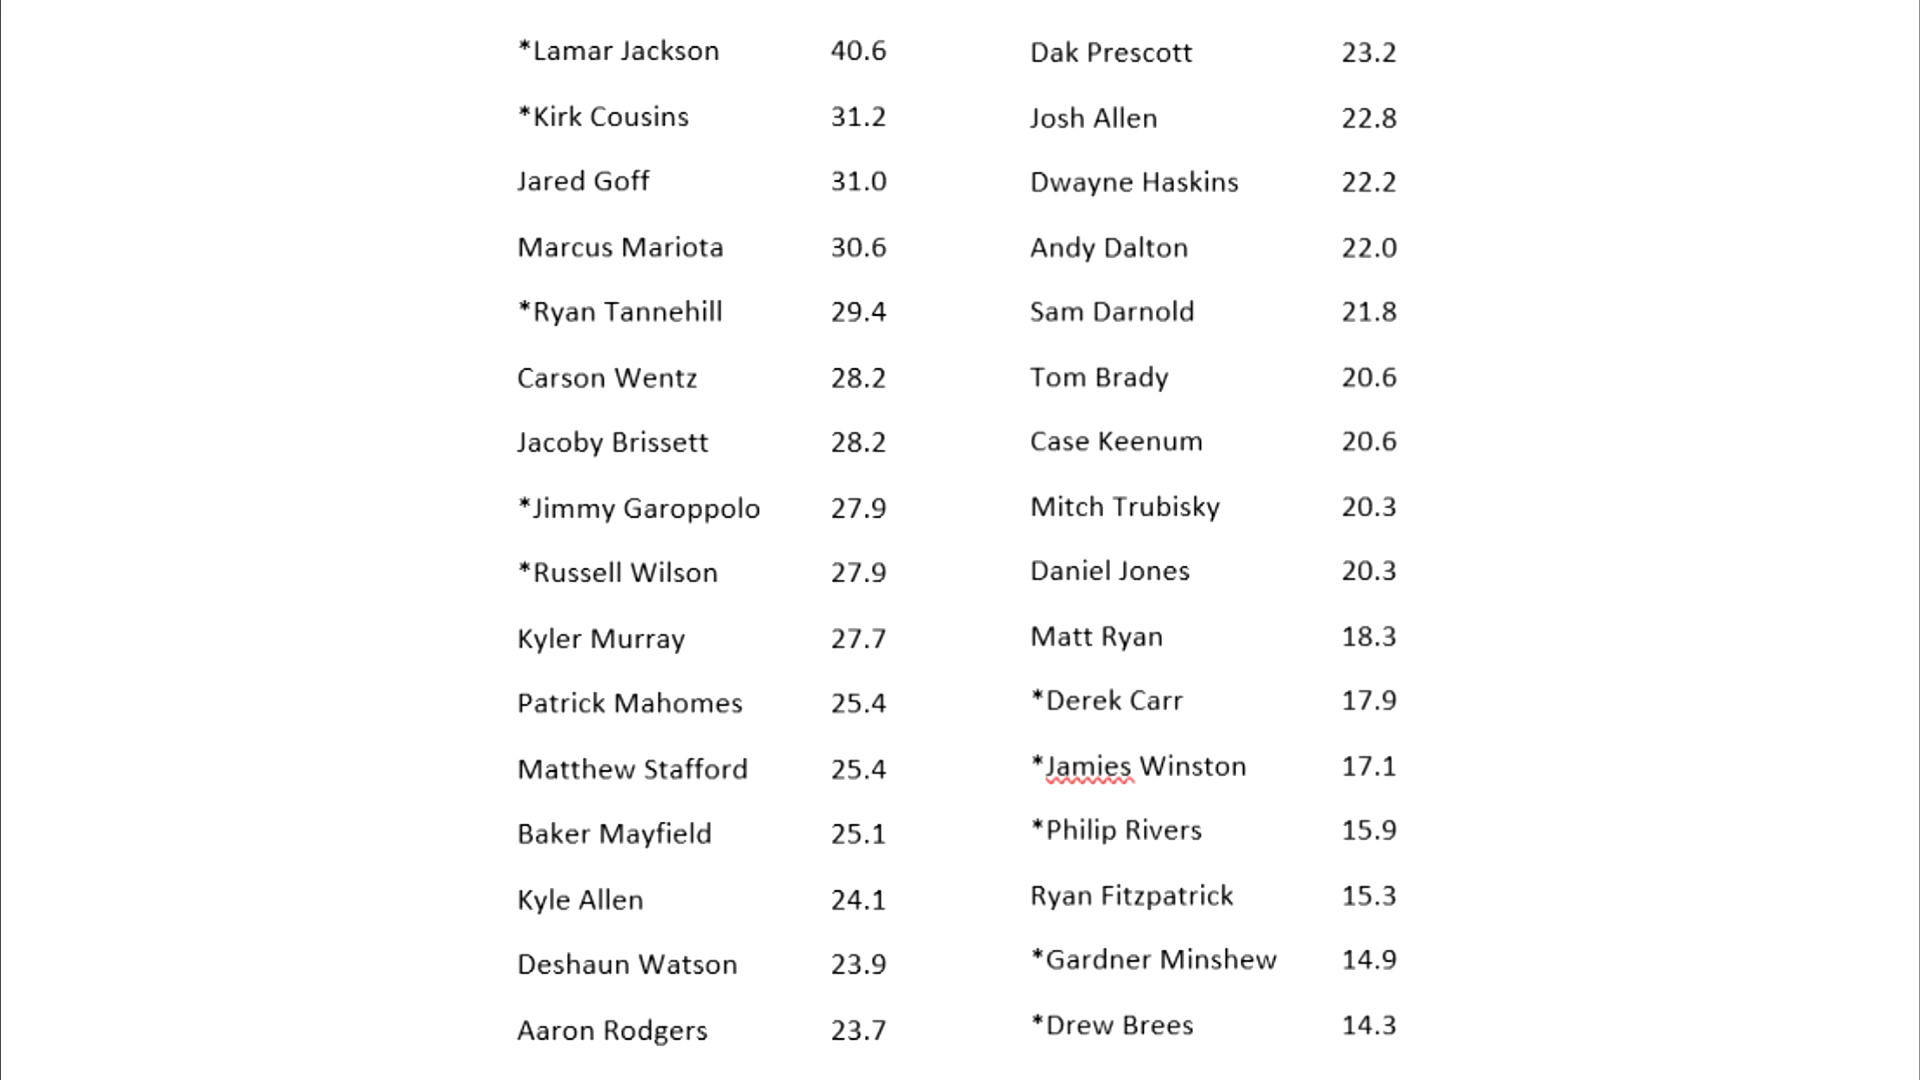 *Lamar Jackson 40.6
*Kirk Cousins 31.2
Jared Goff 31.0
Marcus Mariota 30.6
*Ryan Tannehill 29.4
Carson Wentz 28.2
Jacoby Brissett 28.2
*Jimmy Garoppolo 27.9
*Russell Wilson 27.9
Kyler Murray 27.7
Patrick Mahomes 25.4
Matthew Stafford 25.4
Baker Mayfield 25.1
Kyle Allen 24.1
Deshaun Watson 23.9
Aaron Rodgers 23.7
Dak Prescott 23.2
Josh Allen 22.8
Dwayne Haskins 22.2
Andy Dalton 22.0
Sam Darnold 21.8
Tom Brady 20.6
Case Keenum 20.6
Mitch Trubisky 20.3
Daniel Jones 20.3
Matt Ryan 18.3
*Derek Carr 17.9
*Jamies Winston 17.1
*Philip Rivers 15.9
Ryan Fitzpatrick 15.3
*Gardner Minshew 14.9
*Drew Brees 14.3